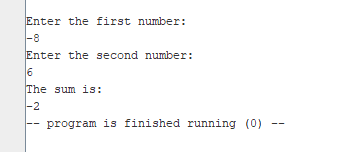 Enter the first number:
-8
Enter the second number:
6
The sum is:
-2
-- program is finished running (0) --